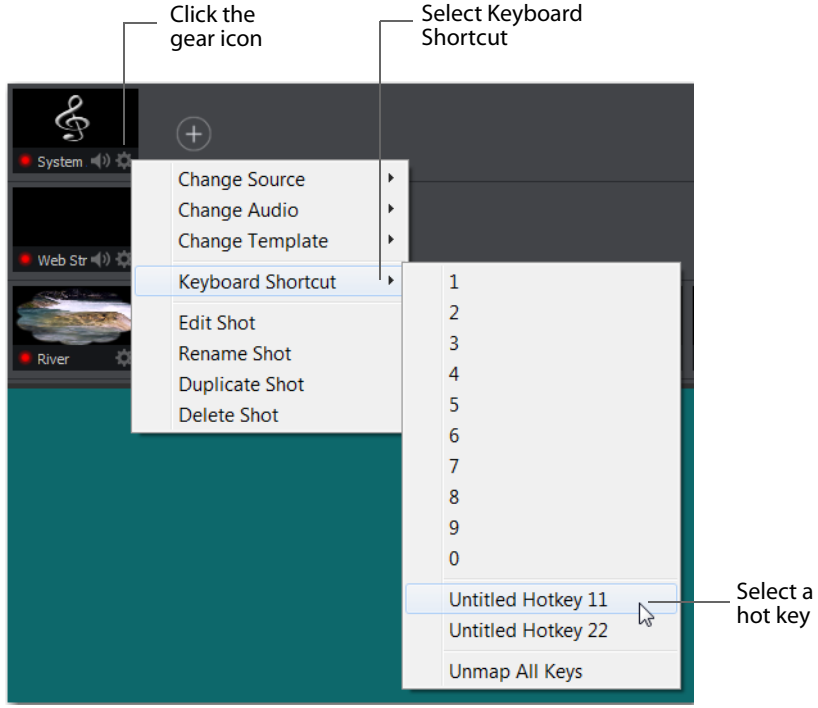 Click the
gear icon
Select Keyboard
Shortcut
System
Change Source
Change Audio
Change Template
Web Str
Keyboard Shortcut
1
Edit Shot
2
Rename Shot
3
River
Duplicate Shot
4
Delete Shot
5
6
7
8
9
0
Untitled Hotkey 11
Select a
hot key
Untitled Hotkey 22
Unmap All Keys